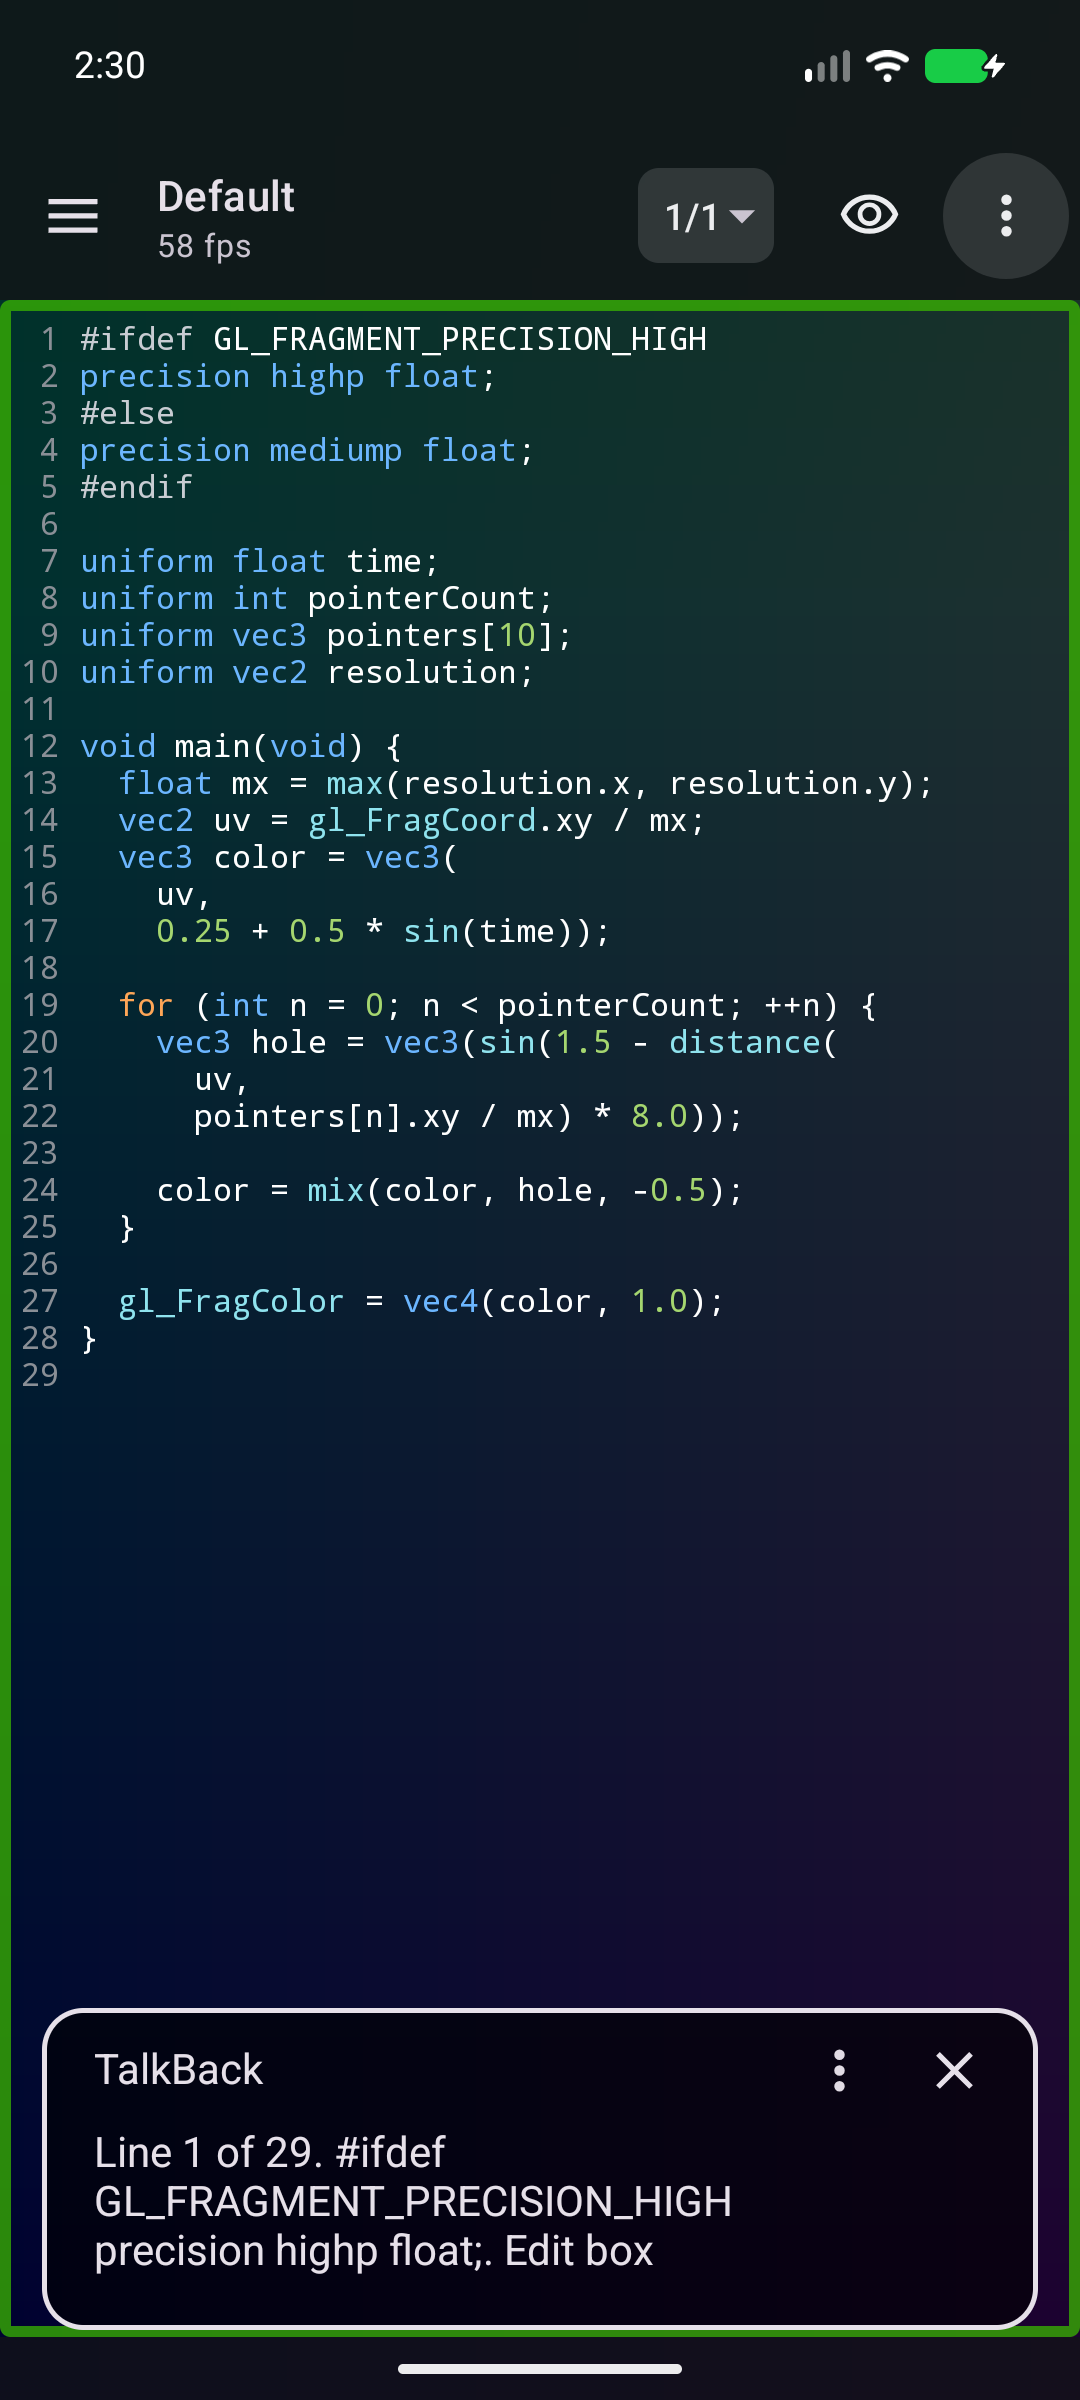 2:30
Default
58 fps
1/1
1 #ifdef GL_FRAGMENT_PRECISION_HIGH
2 precision highp float;
3 #else
4 precision mediump float;
5 #endif
6
7 uniform float time;
8 uniform int pointerCount;
9 uniform vec3 pointers[10];
10 uniform vec2 resolution;
11
12 void main(void) {
13   float mx = max(resolution.x, resolution.y);
14   vec2 uv = gl_FragCoord.xy / mx;
15   vec3 color = vec3(
16     uv,
17     0.25 + 0.5 * sin(time));
18
19   for (int n = 0; n < pointerCount; ++n) {
20     vec3 hole = vec3(sin(1.5 - distance(
21       uv,
22       pointers[n].xy / mx) * 8.0));
23
24     color = mix(color, hole, -0.5);
25   }
26
27   gl_FragColor = vec4(color, 1.0);
28 }
29
TalkBack
Line 1 of 29. #ifdef
GL_FRAGMENT_PRECISION_HIGH
precision highp float;. Edit box